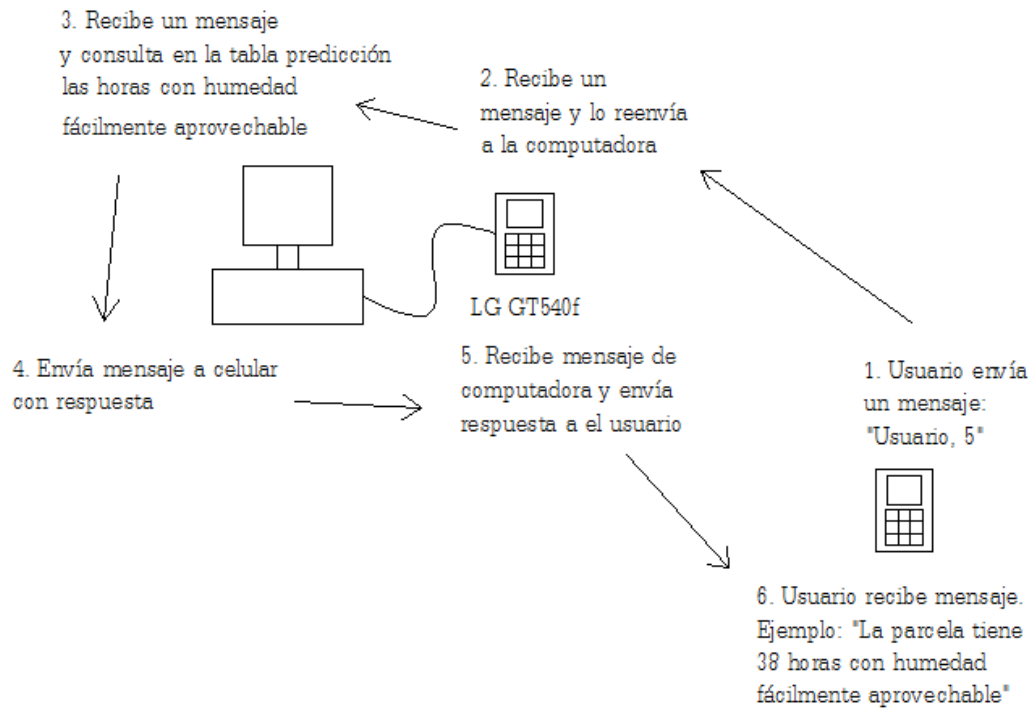 3. Recibe un mensaje
y consulta en la tabla predicción
las horas con humedad
fácilmente aprovechable
2. Recibe un
mensaje y lo reenvía
a la computadora
LG GT540f
4. Envía mensaje a celular
con respuesta
5. Recibe mensaje de
computadora y envía
respuesta a el usuario
1. Usuario envía
un mensaje:
"Usuario, 5"
6. Usuario recibe mensaje.
Ejemplo: "La parcela tiene
38 horas con humedad
fácilmente aprovechable"